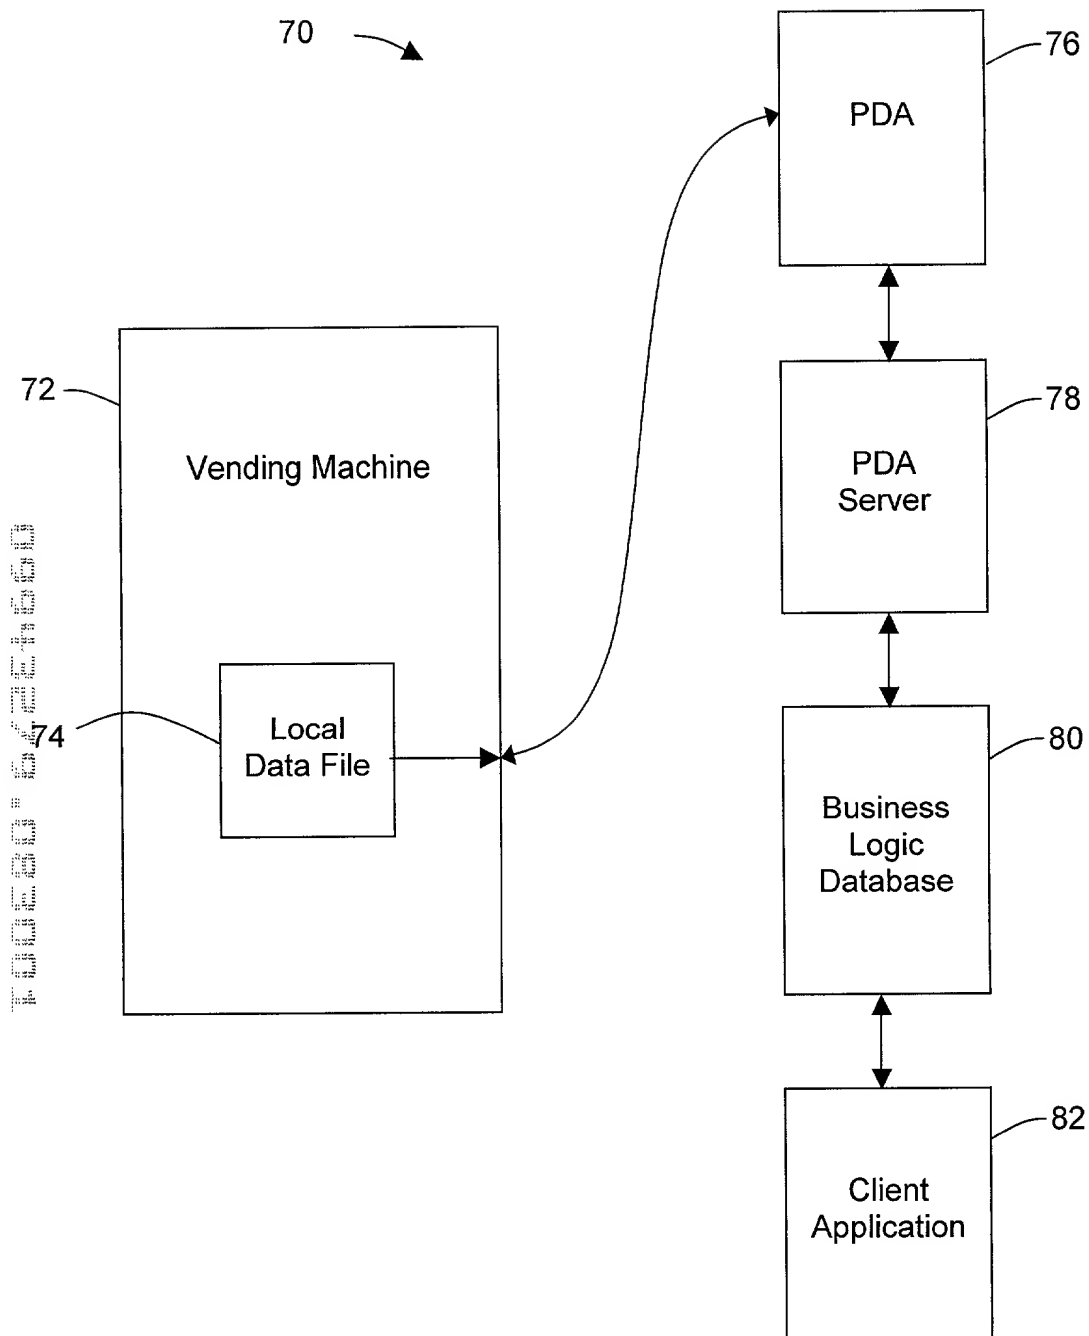 70
76
PDA
72
Vending Machine
78
PDA
Server
74
Local
Data File
80
Business
Logic
Database
82
Client
Application